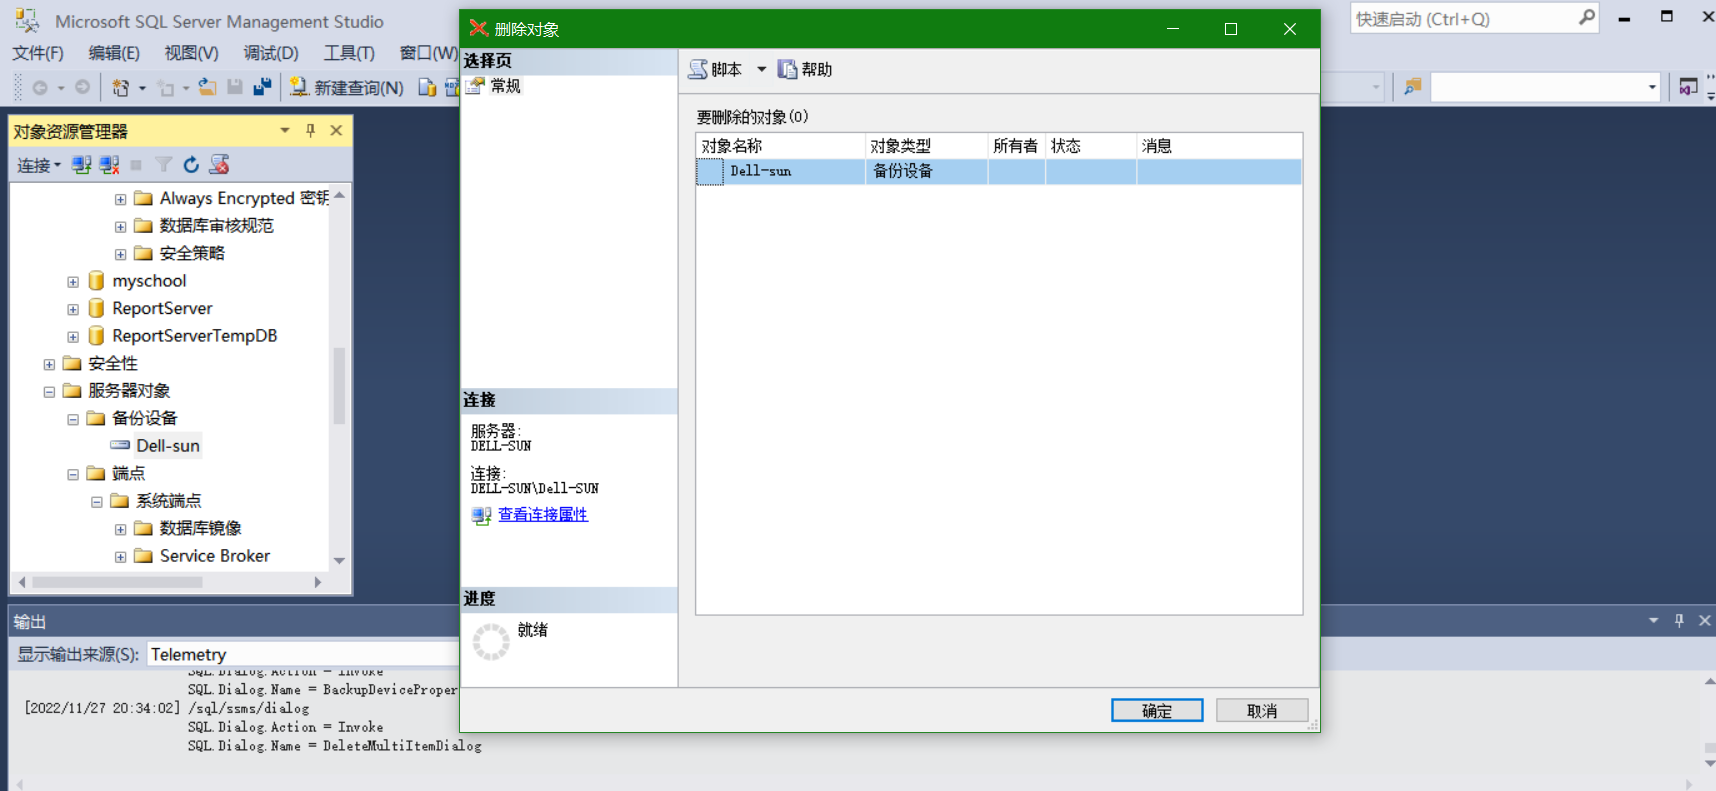 Microsoft SQL Server Management Studio
快速启动 (Ctrl+Q)
文件(F) 编辑(E) 视图(V) 调试(D) 工具(T) 窗口(W)
新建查询(N)
对象资源管理器
连接
Always Encrypted 密钥
数据库审核规范
安全策略
myschool
ReportServer
ReportServerTempDB
安全性
服务器对象
备份设备
Dell-sun
端点
系统端点
数据库镜像
Service Broker
删除对象
选择页
常规
连接
服务器:
DELL-SUN
连接:
DELL-SUN\Dell-SUN
查看连接属性
进度
就绪
脚本 帮助
要删除的对象(O)
对象名称 对象类型 所有者 状态 消息
Dell-sun 备份设备
确定 取消
输出
显示输出来源(S): Telemetry
SQL.Dialog.Action = Invoke
SQL.Dialog.Name = BackupDeviceProper
[2022/11/27 20:34:02] /sql/ssms/dialog
SQL.Dialog.Action = Invoke
SQL.Dialog.Name = DeleteMultiItemDialog